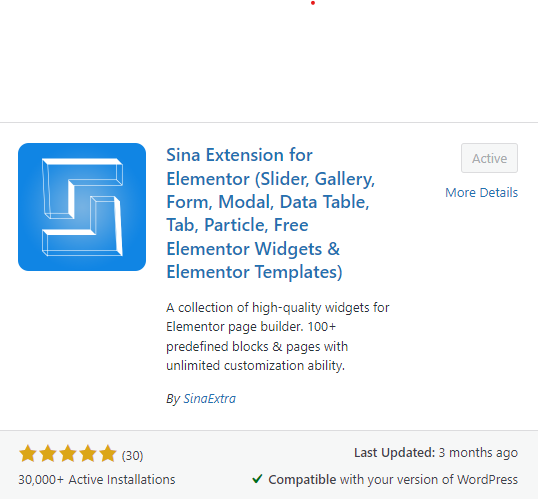 Sina Extension for
Elementor (Slider, Gallery,
Form, Modal, Data Table,
Tab, Particle, Free
Elementor Widgets &
Elementor Templates)
Active
More Details
A collection of high-quality widgets for
Elementor page builder. 100+
predefined blocks & pages with
unlimited customization ability.
By SinaExtra
(30)
Last Updated: 3 months ago
30,000+ Active Installations
Compatible with your version of WordPress